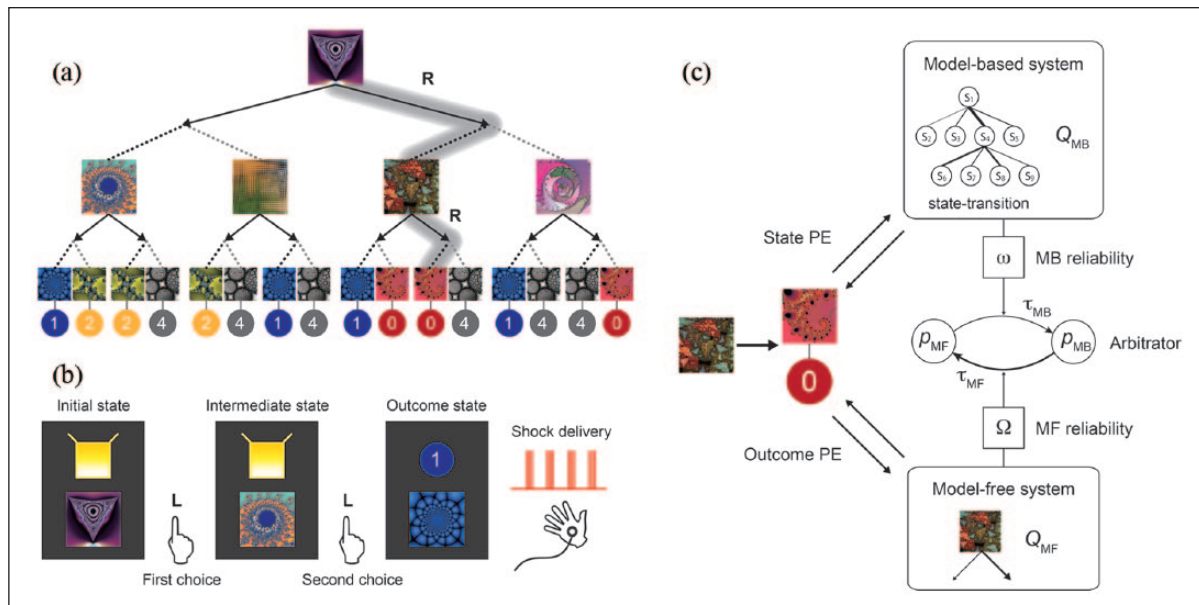 (a)
R
R
1 2 2 4 2 4 1 4 1 0 0 4 1 4 4 0
(b)
Initial state
Intermediate state
Outcome state
1
Shock delivery
L
L
First choice
Second choice
(c)
Model-based system
S1
S2 S3 S4 S5
S6 S7 S8 S9
QMB
state-transition
State PE
ω
MB reliability
τMB
pMF
pMB
Arbitrator
τMF
0
Ω
MF reliability
Outcome PE
Model-free system
QMF